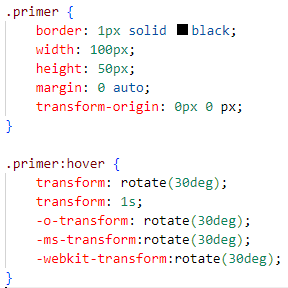 .primer {
border: 1px solid black;
width: 100px;
height: 50px;
margin: 0 auto;
transform-origin: 0px 0 px;
}
.primer:hover {
transform: rotate(30deg);
transform: 1s;
-o-transform: rotate(30deg);
-ms-transform:rotate(30deg);
-webkit-transform:rotate(30deg);
}